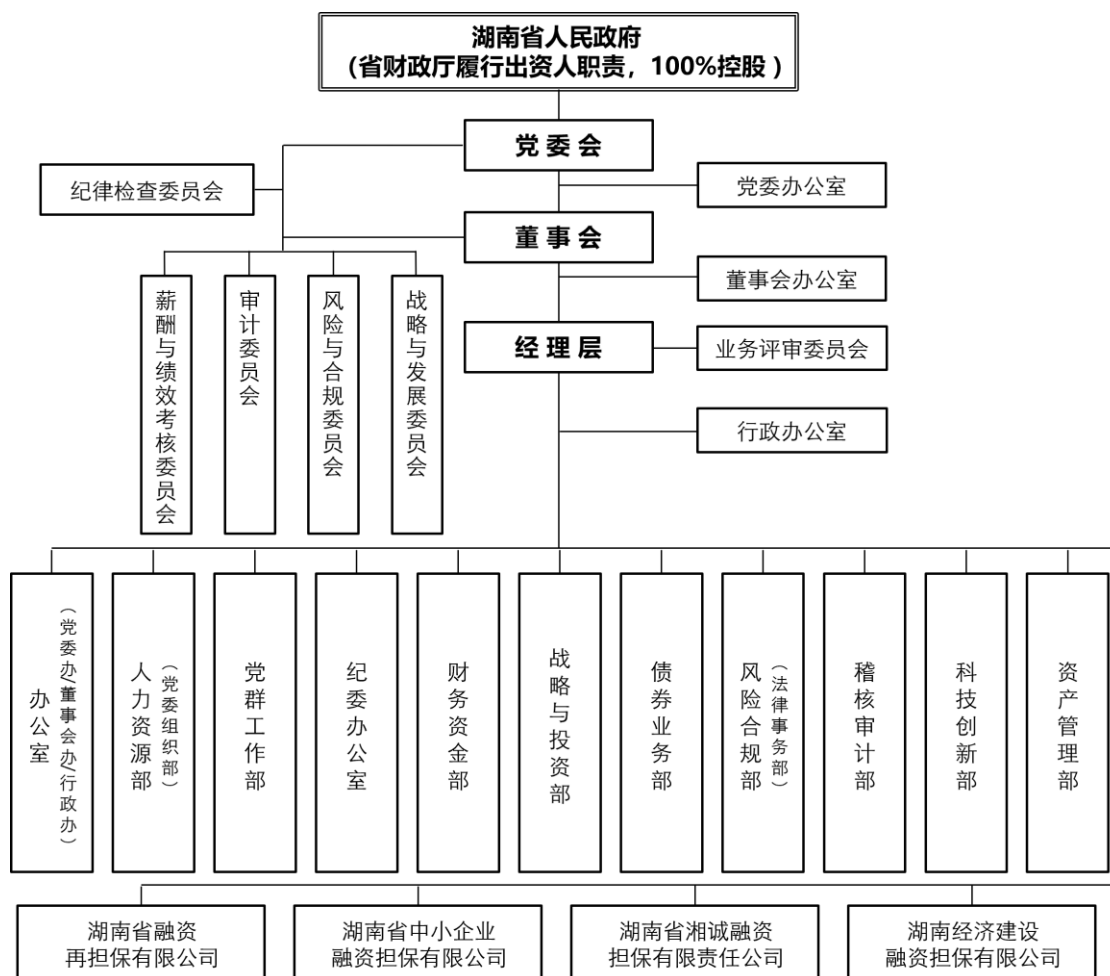 湖南省人民政府
（省财政厅履行出资人职责，100%控股）
党委会
纪律检查委员会
党委办公室
董事会
董事会办公室
薪酬与绩效考核委员会
审计委员会
风险与合规委员会
战略与发展委员会
经理层
业务评审委员会
行政办公室
办公室
（党委办/董事会办/行政办）
人力资源部
（党委组织部）
党群工作部
纪委办公室
财务资金部
战略与投资部
债券业务部
风险合规部
（法律事务部）
稽核审计部
科技创新部
资产管理部
湖南省融资
再担保有限公司
湖南省中小企业
融资担保有限公司
湖南省湘诚融资
担保有限责任公司
湖南经济建设
融资担保有限公司